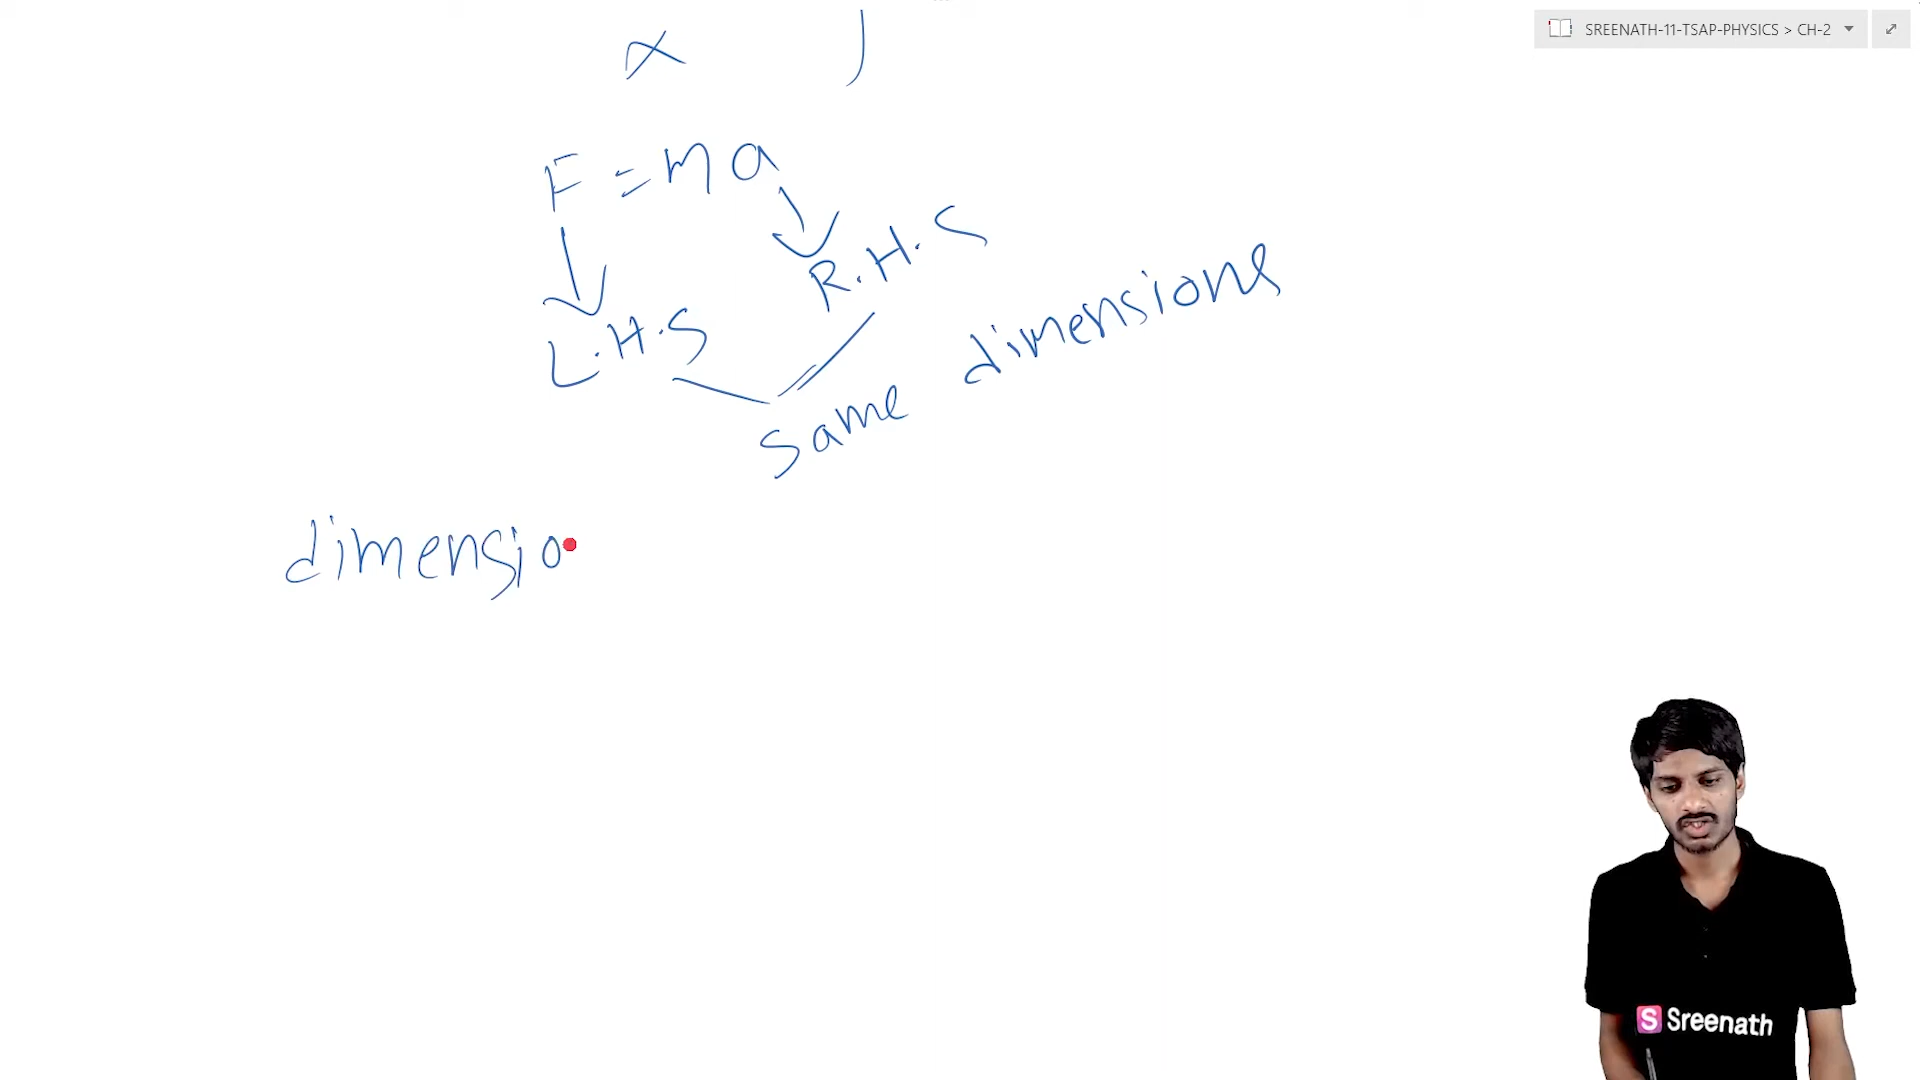 SREENATH-11-TSAP-PHYSICS > CH-2
α )
F = ma
R.H.S
L.H.S
same dimensions
dimensio
S Sreenath